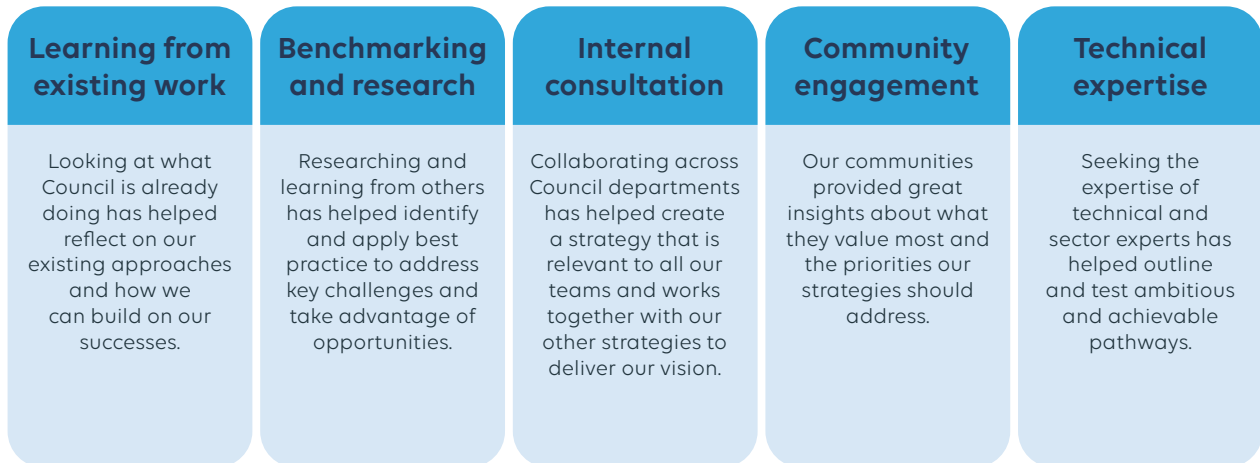 Learning from
existing work
Looking at what
Council is already
doing has helped
reflect on our
existing approaches
and how we
can build on our
successes.
Benchmarking
and research
Researching and
learning from others
has helped identify
and apply best
practice to address
key challenges and
take advantage of
opportunities.
Internal
consultation
Collaborating across
Council departments
has helped create
a strategy that is
relevant to all our
teams and works
together with our
other strategies to
deliver our vision.
Community
engagement
Our communities
provided great
insights about what
they value most and
the priorities our
strategies should
address.
Technical
expertise
Seeking the
expertise of
technical and
sector experts has
helped outline
and test ambitious
and achievable
pathways.